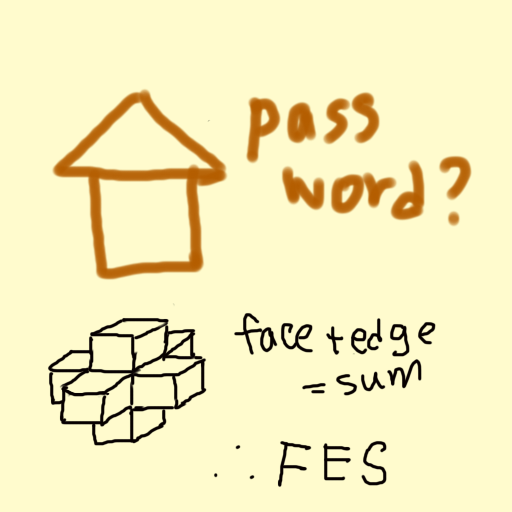 pass
word?
face + edge
= sum
∴ FES